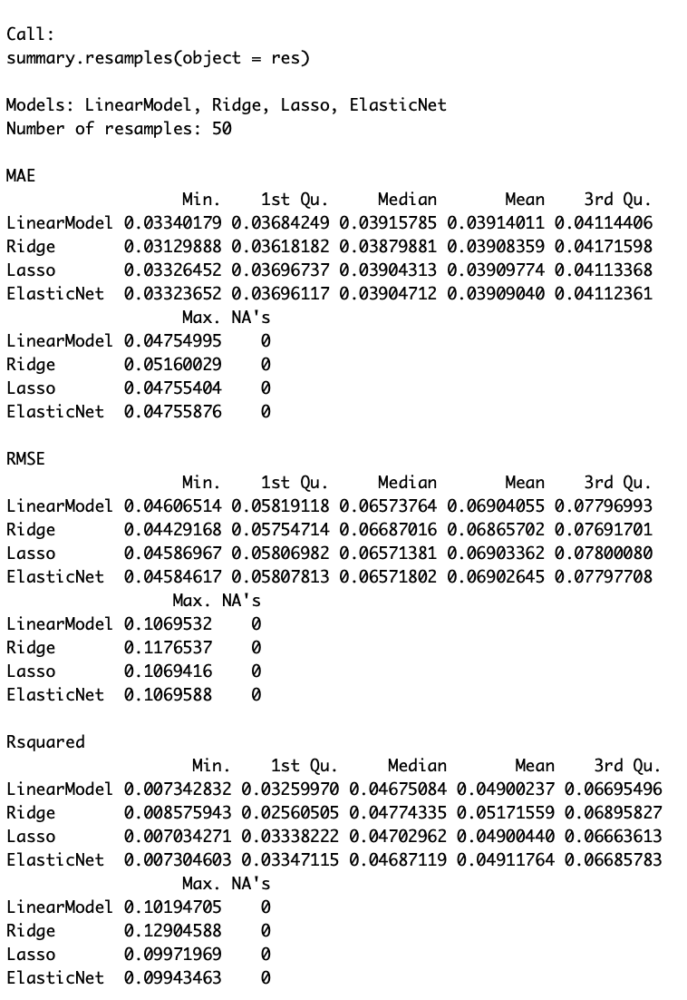 Call:
summary.resamples(object = res)

Models: LinearModel, Ridge, Lasso, ElasticNet
Number of resamples: 50

MAE
                  Min.    1st Qu.     Median       Mean    3rd Qu.
LinearModel 0.03340179 0.03684249 0.03915785 0.03914011 0.04114406
Ridge       0.03129888 0.03618182 0.03879881 0.03908359 0.04171598
Lasso       0.03326452 0.03696737 0.03904313 0.03909774 0.04113368
ElasticNet  0.03323652 0.03696117 0.03904712 0.03909040 0.04112361
                  Max. NA's
LinearModel 0.04754995    0
Ridge       0.05160029    0
Lasso       0.04755404    0
ElasticNet  0.04755876    0

RMSE
                  Min.    1st Qu.     Median       Mean    3rd Qu.
LinearModel 0.04606514 0.05819118 0.06573764 0.06904055 0.07796993
Ridge       0.04429168 0.05754714 0.06687016 0.06865702 0.07691701
Lasso       0.04586967 0.05806982 0.06571381 0.06903362 0.07800080
ElasticNet  0.04584617 0.05807813 0.06571802 0.06902645 0.07797708
                 Max. NA's
LinearModel 0.1069532    0
Ridge       0.1176537    0
Lasso       0.1069416    0
ElasticNet  0.1069588    0

Rsquared
                   Min.    1st Qu.     Median       Mean    3rd Qu.
LinearModel 0.007342832 0.03259970 0.04675084 0.04900237 0.06695496
Ridge       0.008575943 0.02560505 0.04774335 0.05171559 0.06895827
Lasso       0.007034271 0.03338222 0.04702962 0.04900440 0.06663613
ElasticNet  0.007304603 0.03347115 0.04687119 0.04911764 0.06685783
                  Max. NA's
LinearModel 0.10194705    0
Ridge       0.12904588    0
Lasso       0.09971969    0
ElasticNet  0.09943463    0